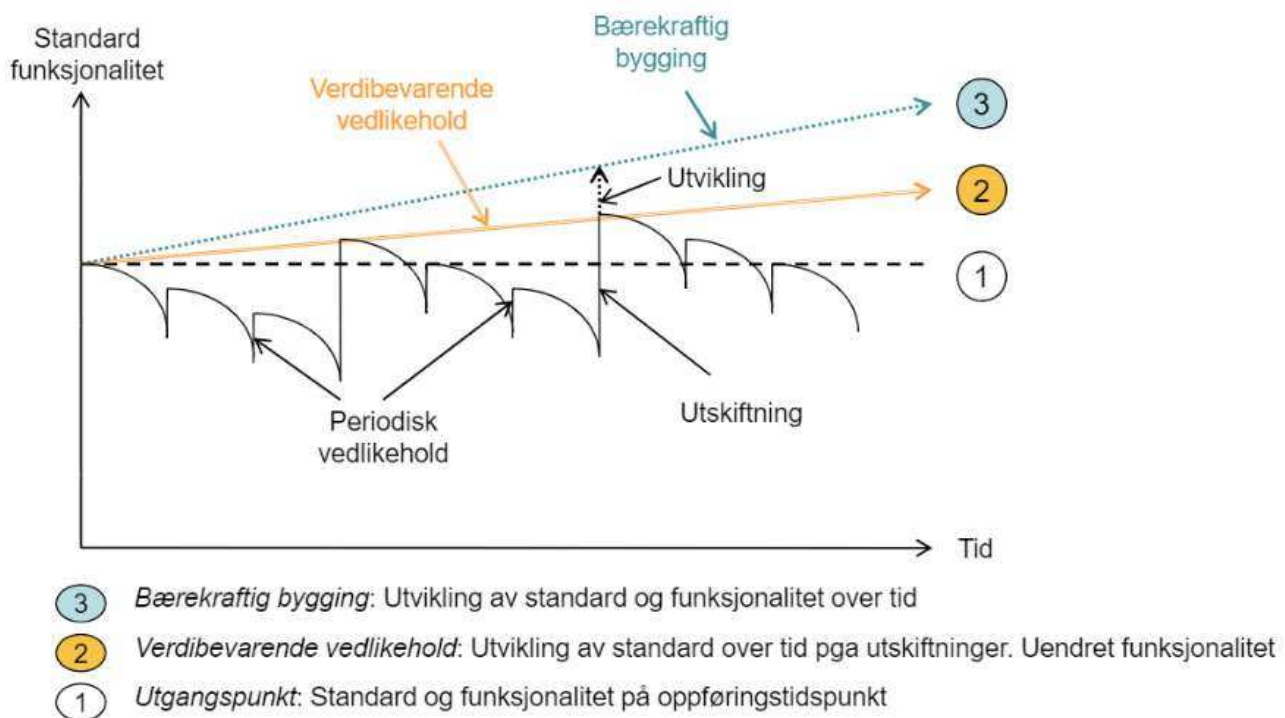 Standard
funksjonalitet
Bærekraftig
bygging
Verdibevarende
vedlikehold
3
Utvikling
2
1
Periodisk
vedlikehold
Utskiftning
Tid
3 Bærekraftig bygging: Utvikling av standard og funksjonalitet over tid
2 Verdibevarende vedlikehold: Utvikling av standard over tid pga utskiftninger. Uendret funksjonalitet
1 Utgangspunkt: Standard og funksjonalitet på oppføringstidspunkt